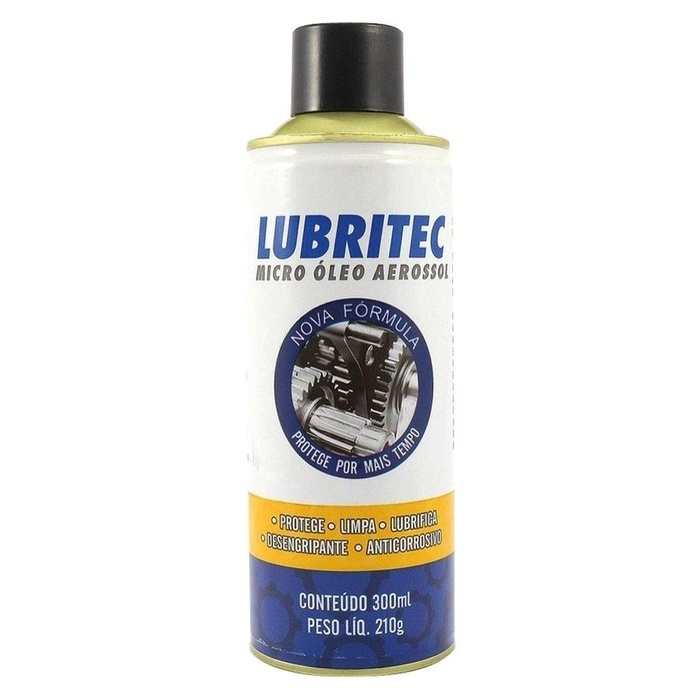 LUBRITEC
MICRO ÓLEO AEROSSOL
NOVA FÓRMULA
PROTEGE POR MAIS TEMPO
• PROTEGE • LIMPA • LUBRIFICA
• DESENGRIPANTE • ANTICORROSIVO
CONTEÚDO 300ml
PESO LÍQ. 210g